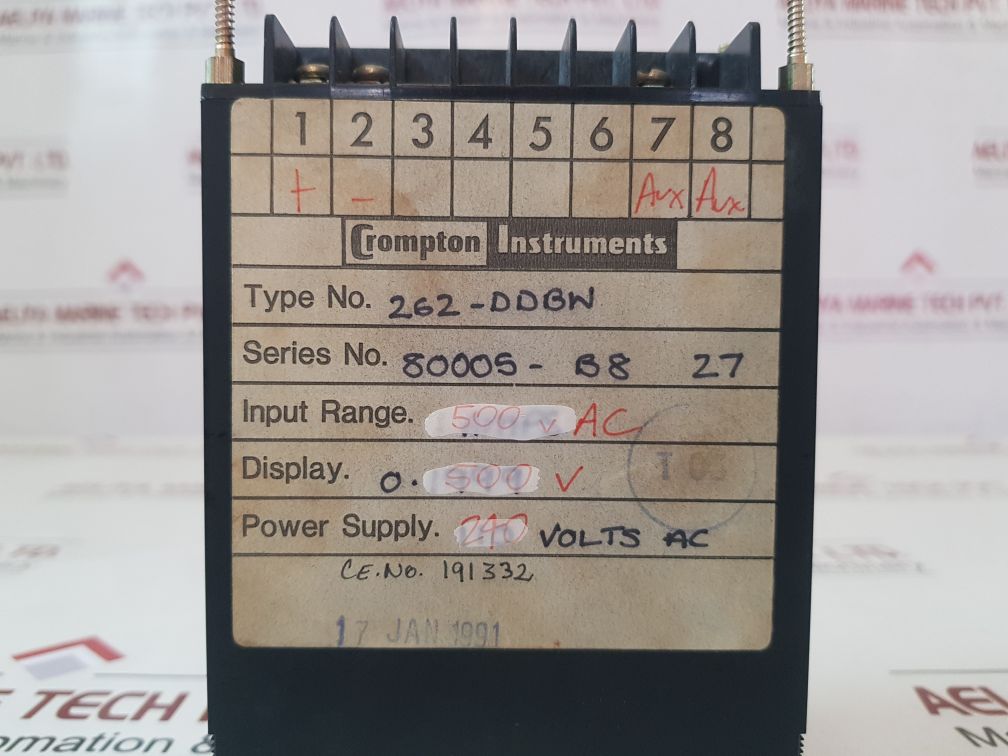 1 2 3 4 5 6 7 8
+ - Aux Aux
Crompton Instruments
Type No. 262-DDBN
Series No. 80005- B8 27
Input Range. 500 V AC
Display. 0. 500 V
Power Supply. 240 VOLTS AC
CE.NO. 191332
17 JAN 1991
TECH